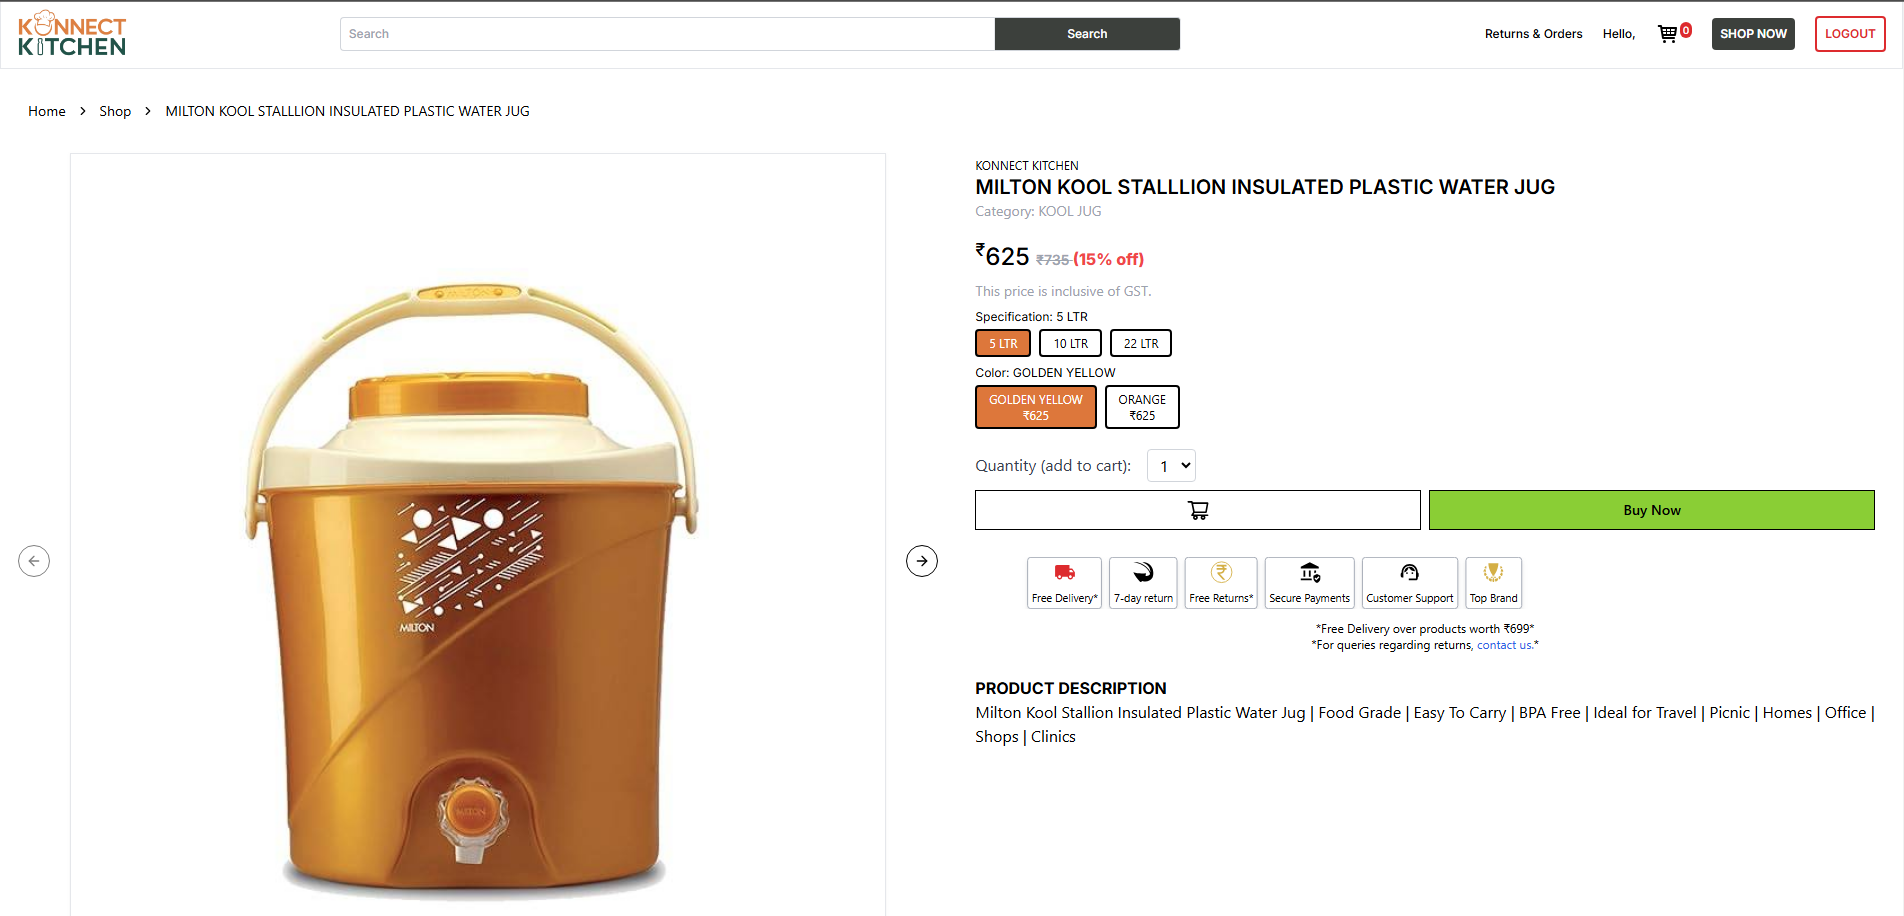 KONNECT
KITCHEN
Search
Search
Returns & Orders
Hello,
0
SHOP NOW
LOGOUT
Home > Shop > MILTON KOOL STALLLION INSULATED PLASTIC WATER JUG
MILTON
MILTON
MILTON
KONNECT KITCHEN
MILTON KOOL STALLLION INSULATED PLASTIC WATER JUG
Category: KOOL JUG
₹625 ₹735 (15% off)
This price is inclusive of GST.
Specification: 5 LTR
5 LTR
10 LTR
22 LTR
Color: GOLDEN YELLOW
GOLDEN YELLOW
₹625
ORANGE
₹625
Quantity (add to cart): 1
Buy Now
Free Delivery*
7-day return
Free Returns*
Secure Payments
Customer Support
Top Brand
*Free Delivery over products worth ₹699*
*For queries regarding returns, contact us.*
PRODUCT DESCRIPTION
Milton Kool Stallion Insulated Plastic Water Jug | Food Grade | Easy To Carry | BPA Free | Ideal for Travel | Picnic | Homes | Office |
Shops | Clinics